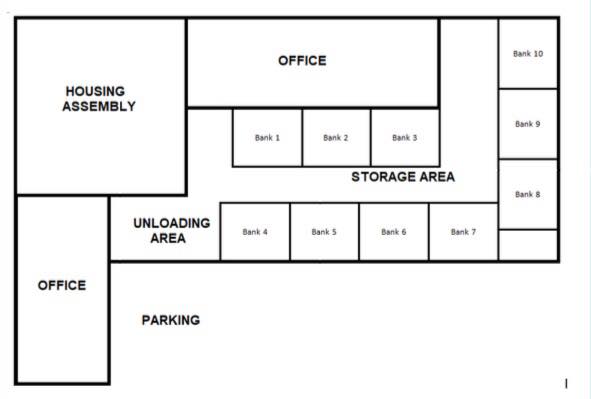 Bank 10
OFFICE
HOUSING
ASSEMBLY
Bank 9
Bank 1
Bank 2
Bank 3
STORAGE AREA
Bank 8
UNLOADING
AREA
Bank 4
Bank 5
Bank 6
Bank 7
OFFICE
PARKING